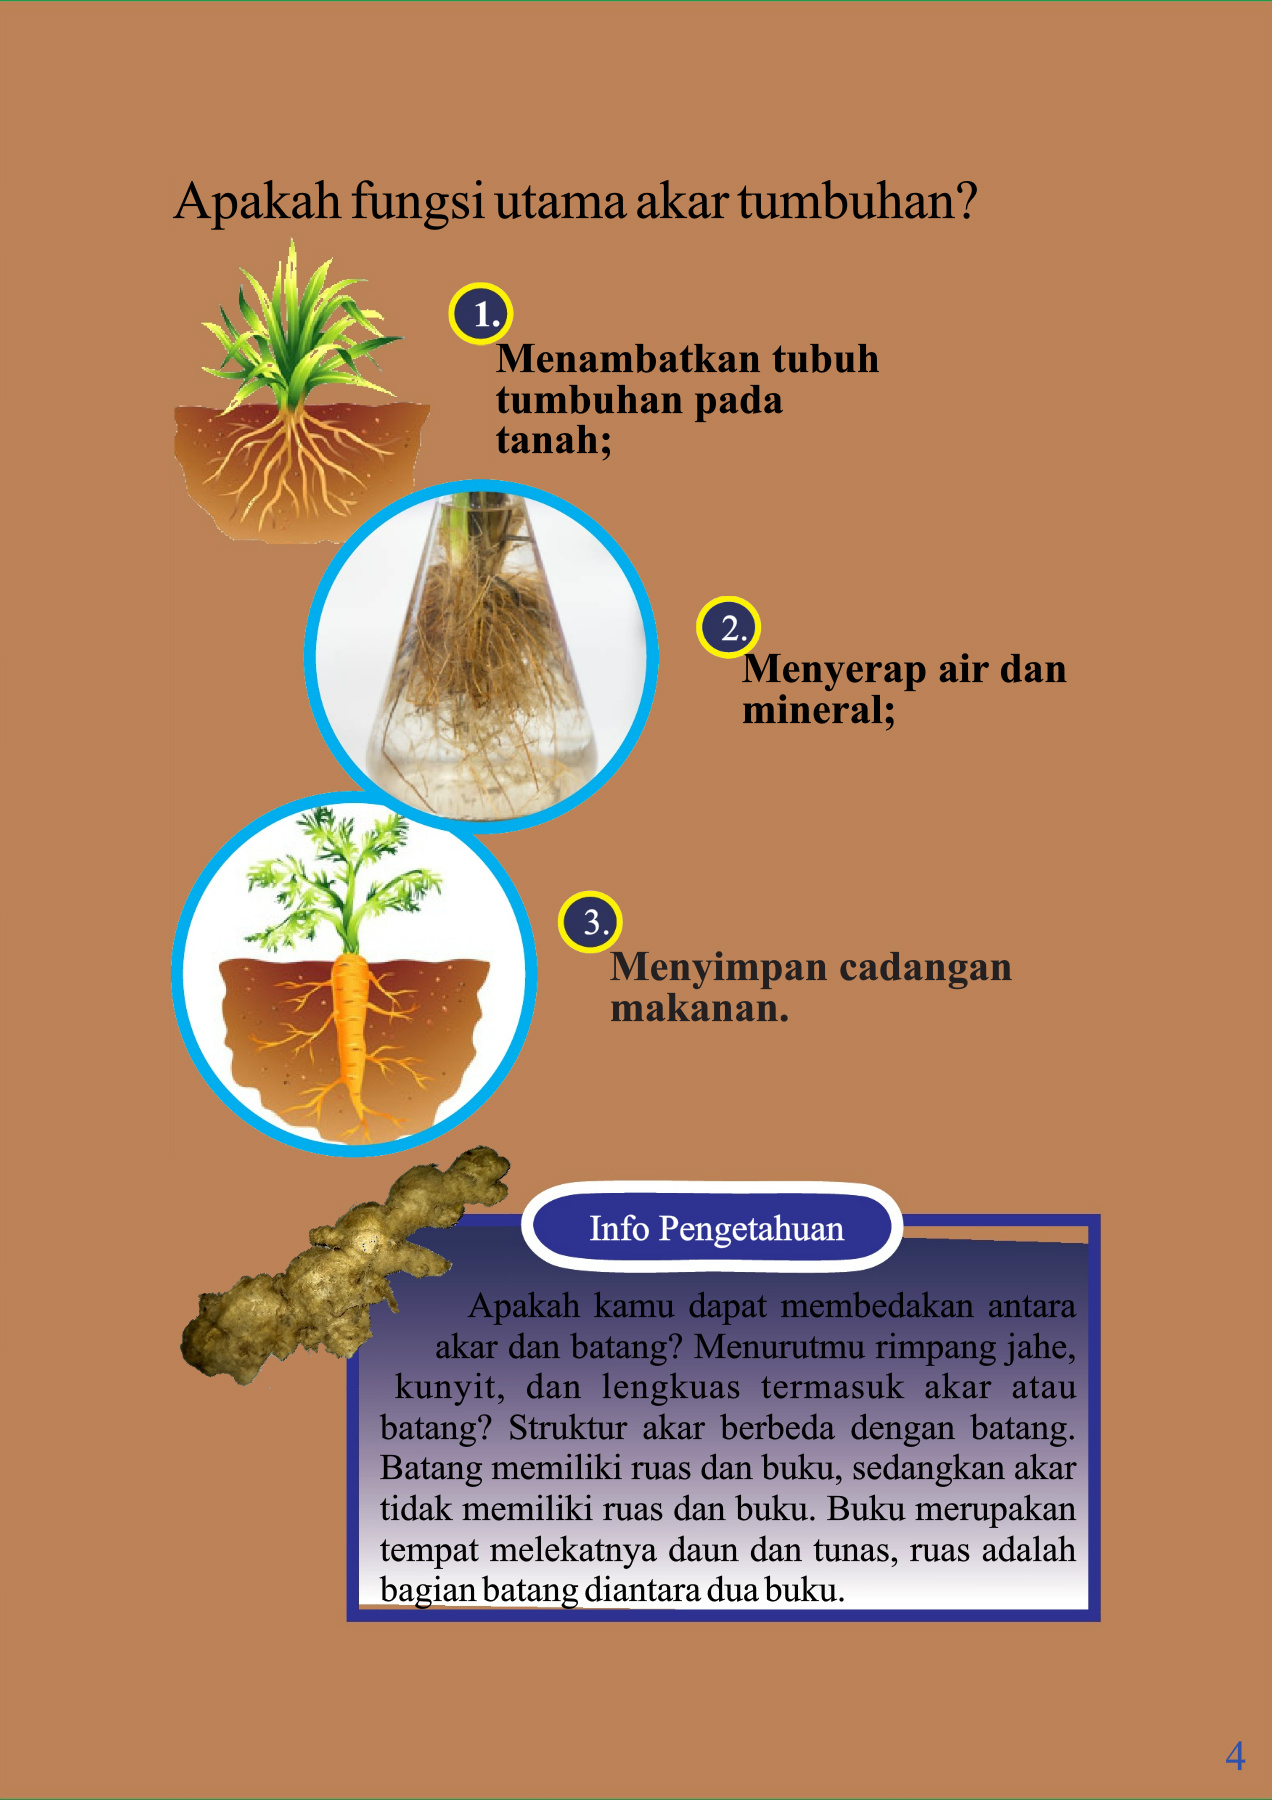 Apakah fungsi utama akar tumbuhan?
1.
Menambatkan tubuh
tumbuhan pada
tanah;
2.
Menyerap air dan
mineral;
3.
Menyimpan cadangan
makanan.
Info Pengetahuan
Apakah kamu dapat membedakan antara
akar dan batang? Menurutmu rimpang jahe,
kunyit, dan lengkuas termasuk akar atau
batang? Struktur akar berbeda dengan batang.
Batang memiliki ruas dan buku, sedangkan akar
tidak memiliki ruas dan buku. Buku merupakan
tempat melekatnya daun dan tunas, ruas adalah
bagian batang diantara dua buku.
4